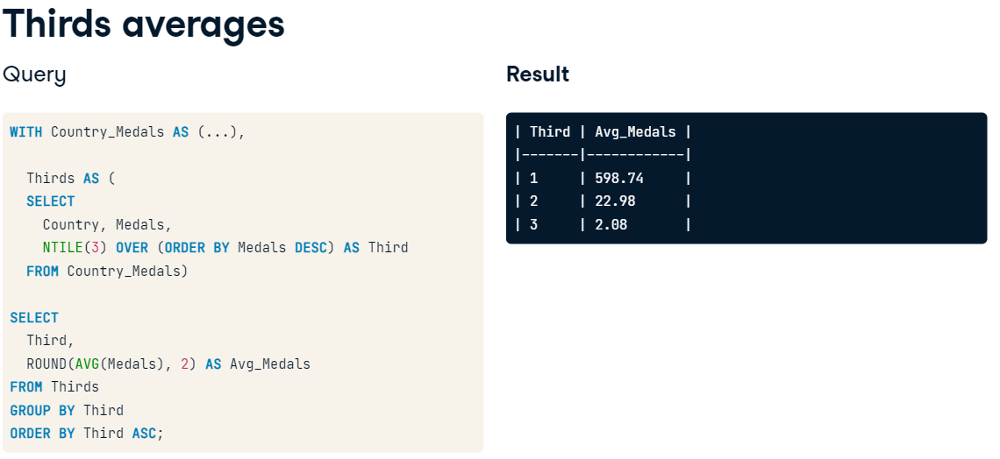 Thirds averages
Query
WITH Country_Medals AS (...),
Thirds AS (
SELECT
Country, Medals,
NTILE(3) OVER (ORDER BY Medals DESC) AS Third
FROM Country_Medals)
SELECT
Third,
ROUND(AVG(Medals), 2) AS Avg_Medals
FROM Thirds
GROUP BY Third
ORDER BY Third ASC;
Result
| Third | Avg_Medals |
|-------|------------|
| 1     | 598.74     |
| 2     | 22.98      |
| 3     | 2.08       |